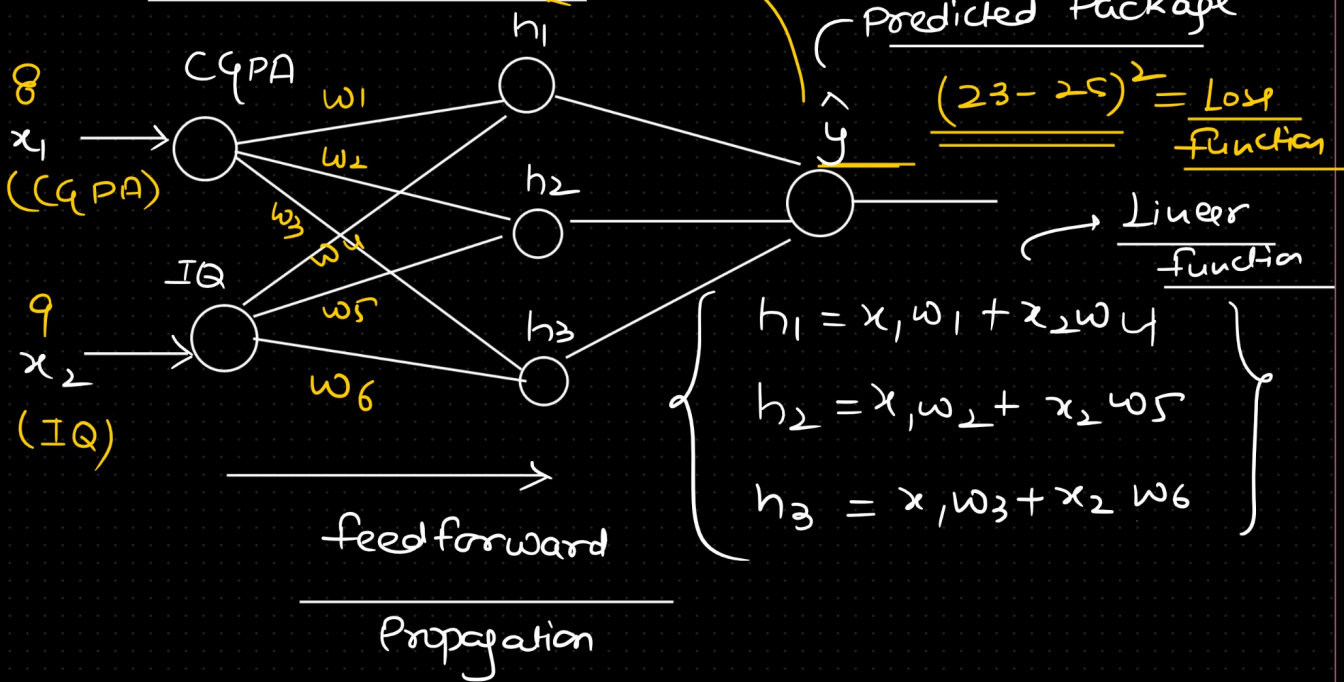 Predicted Package
h1
CGPA
8
w1
(23 - 25)² = Loss
function
x1
ŷ
w2
(CGPA)
h2
w3
w4
Linear
function
IQ
9
w5
h1 = x1w1 + x2w4
x2
h3
w6
h2 = x1w2 + x2w5
(IQ)
h3 = x1w3 + x2w6
feedforward
Propagation